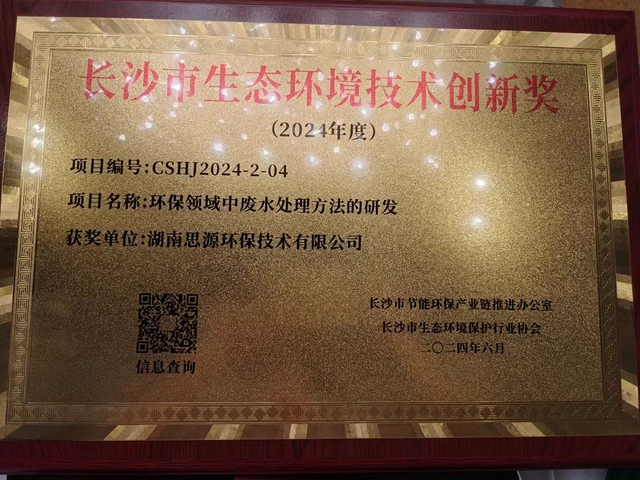 长沙市生态环境技术创新奖
（2024年度）
项目编号:CSHJ2024-2-04
项目名称:环保领域中废水处理方法的研发
获奖单位:湖南思源环保技术有限公司
长沙市节能环保产业链推进办公室
长沙市生态环境保护行业协会
二〇二四年六月
信息查询